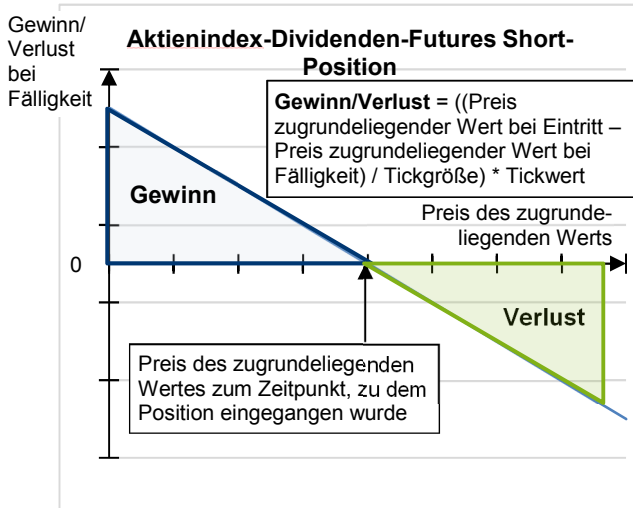 Gewinn/
Verlust
bei
Fälligkeit
Aktienindex-Dividenden-Futures Short-
Position
Gewinn/Verlust = ((Preis
zugrundeliegender Wert bei Eintritt –
Preis zugrundeliegender Wert bei
Fälligkeit) / Tickgröße) * Tickwert
Gewinn
Preis des zugrunde-
liegenden Werts
0
Verlust
Preis des zugrundeliegenden
Wertes zum Zeitpunkt, zu dem
Position eingegangen wurde